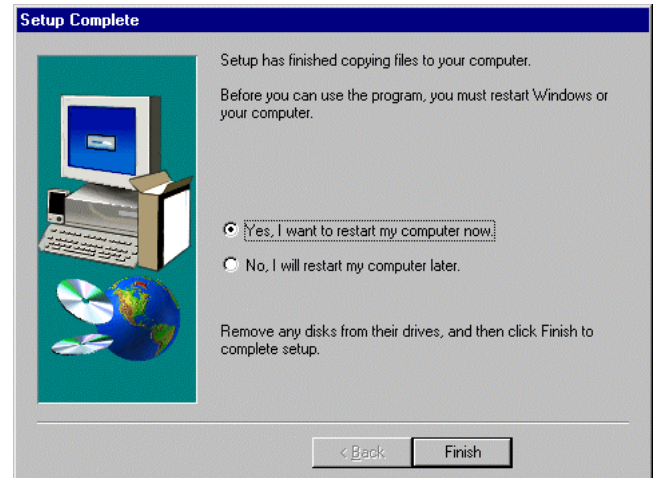 Setup Complete
Setup has finished copying files to your computer.
Before you can use the program, you must restart Windows or
your computer.
Yes, I want to restart my computer now.
No, I will restart my computer later.
Remove any disks from their drives, and then click Finish to
complete setup.
< Back
Finish